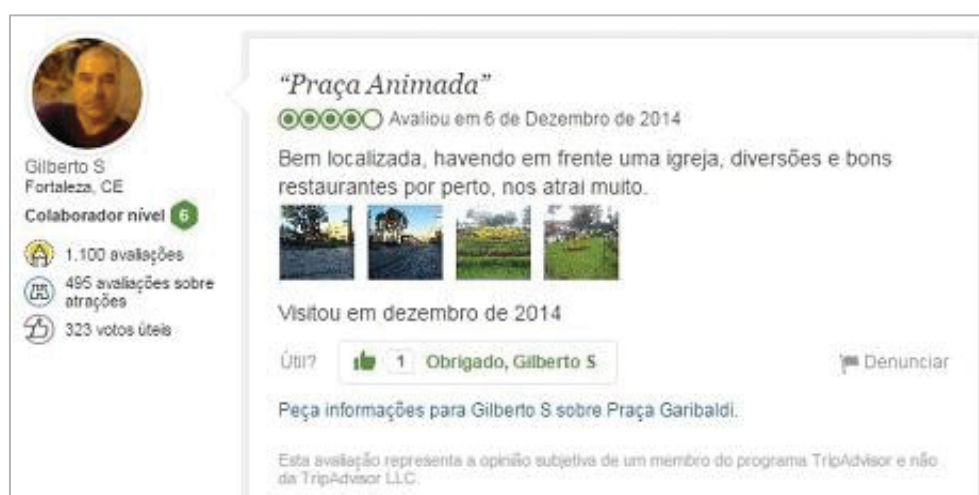 “Praça Animada”
Avaliou em 6 de Dezembro de 2014
Bem localizada, havendo em frente uma igreja, diversões e bons
restaurantes por perto, nos atrai muito.
Visitou em dezembro de 2014
Útil? 1 Obrigado, Gilberto S Denunciar
Peça informações para Gilberto S sobre Praça Garibaldi.
Esta avaliação representa a opinião subjetiva de um membro do programa TripAdvisor e não
da TripAdvisor LLC.
Gilberto S
Fortaleza, CE
Colaborador nível 6
1.100 avaliações
495 avaliações sobre
atrações
323 votos úteis